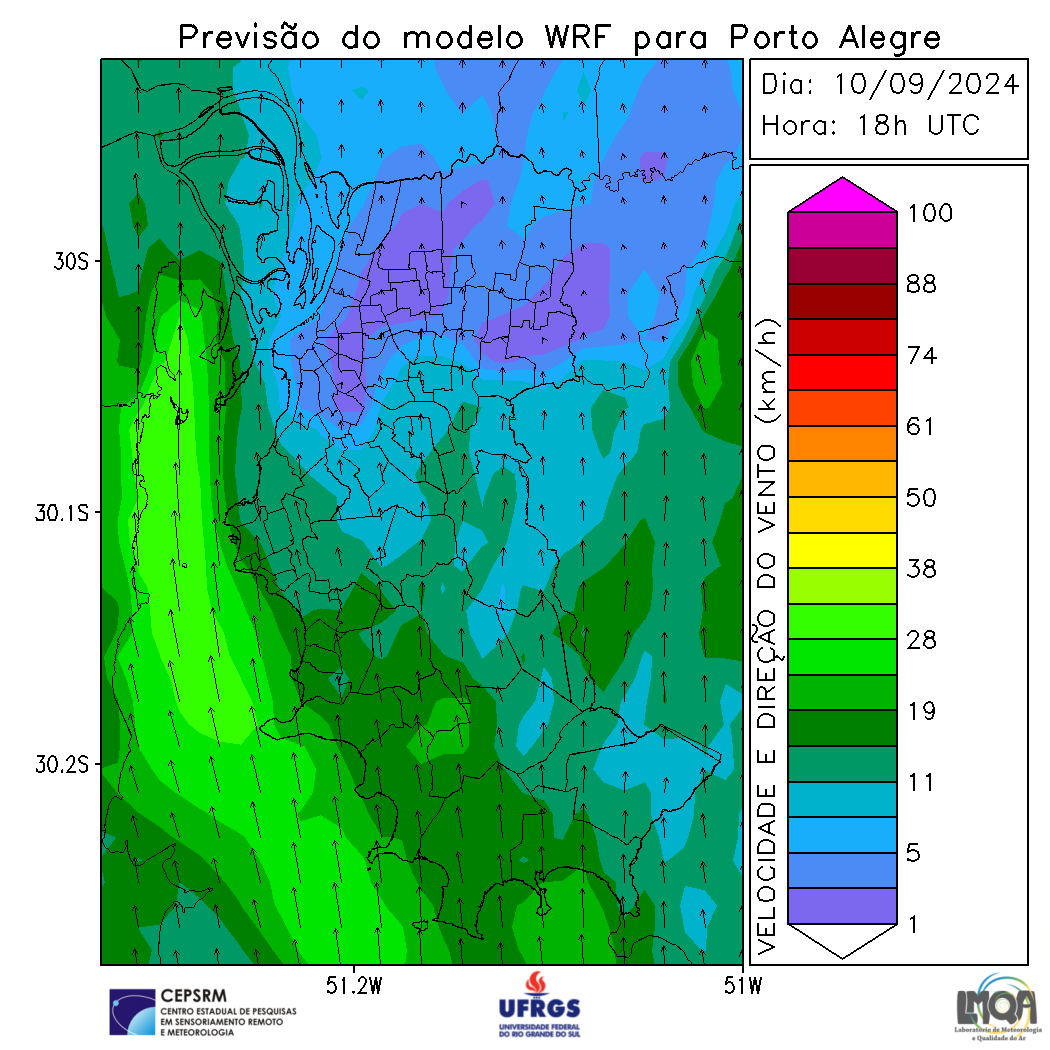 Previsão do modelo WRF para Porto Alegre
Dia: 10/09/2024
Hora: 18h UTC
30S
30.1S
30.2S
51.2W
51W
VELOCIDADE E DIREÇÃO DO VENTO (km/h)
100
88
74
61
50
38
28
19
11
5
1
CEPSRM
CENTRO ESTADUAL DE PESQUISAS
EM SENSORIAMENTO REMOTO
E METEOROLOGIA
UFRGS
UNIVERSIDADE FEDERAL
DO RIO GRANDE DO SUL
LMQA
Laboratório de Meteorologia
e Qualidade do Ar